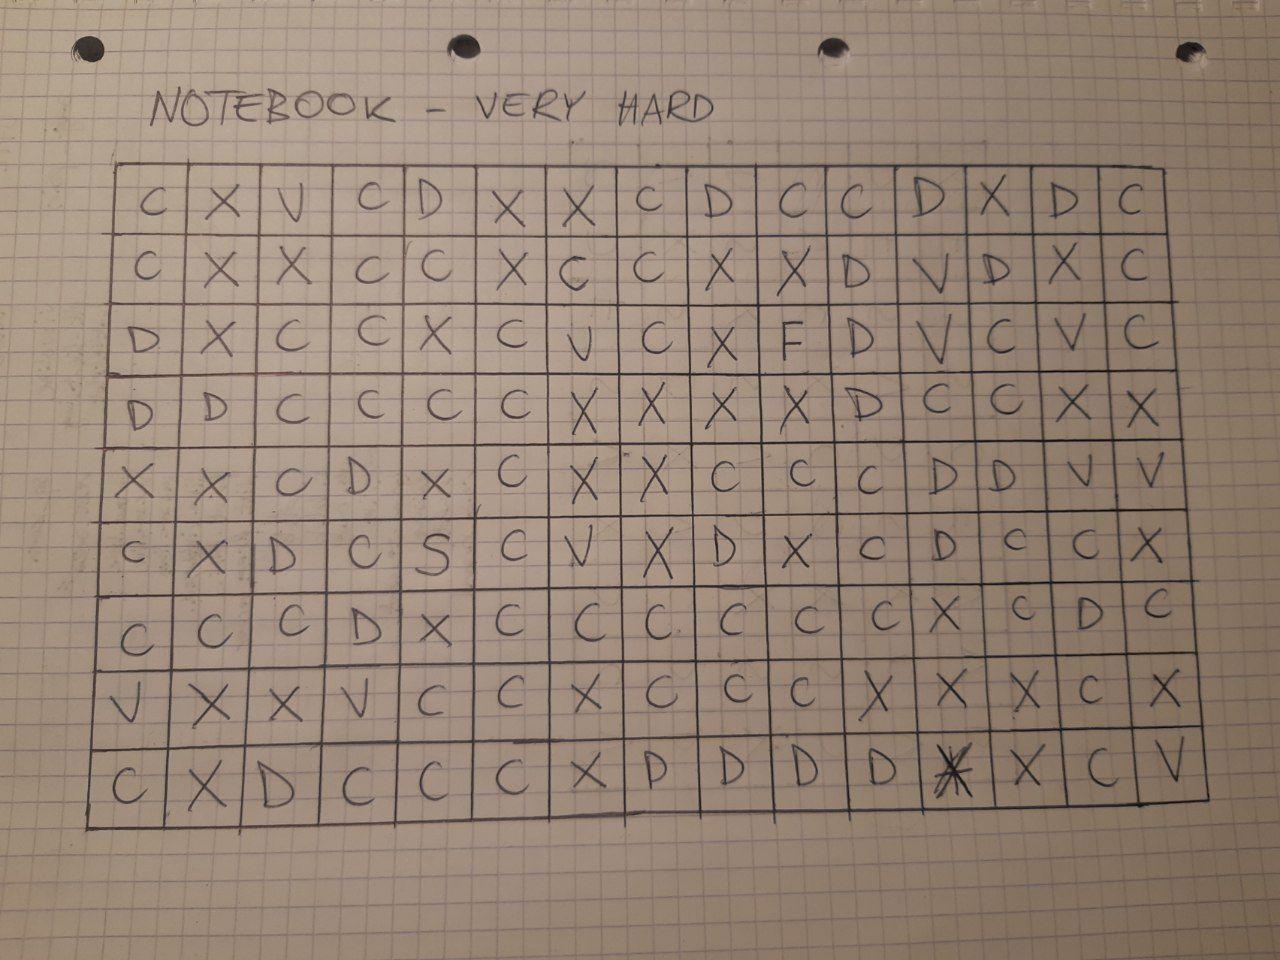 NOTEBOOK - VERY HARD
C X V C D X X C D C C D X D C
C X X C C X C C X X D V D X C
D X C C X C V C X F D V C V C
D D C C C C X X X X D C C X X
X X C D X C X X C C C D D V V
C X D C S C V X D X C D C C X
C C C D X C C C C C C X C D C
V X X V C C X C C C X X X C X
C X D C C C X D D D D X C V